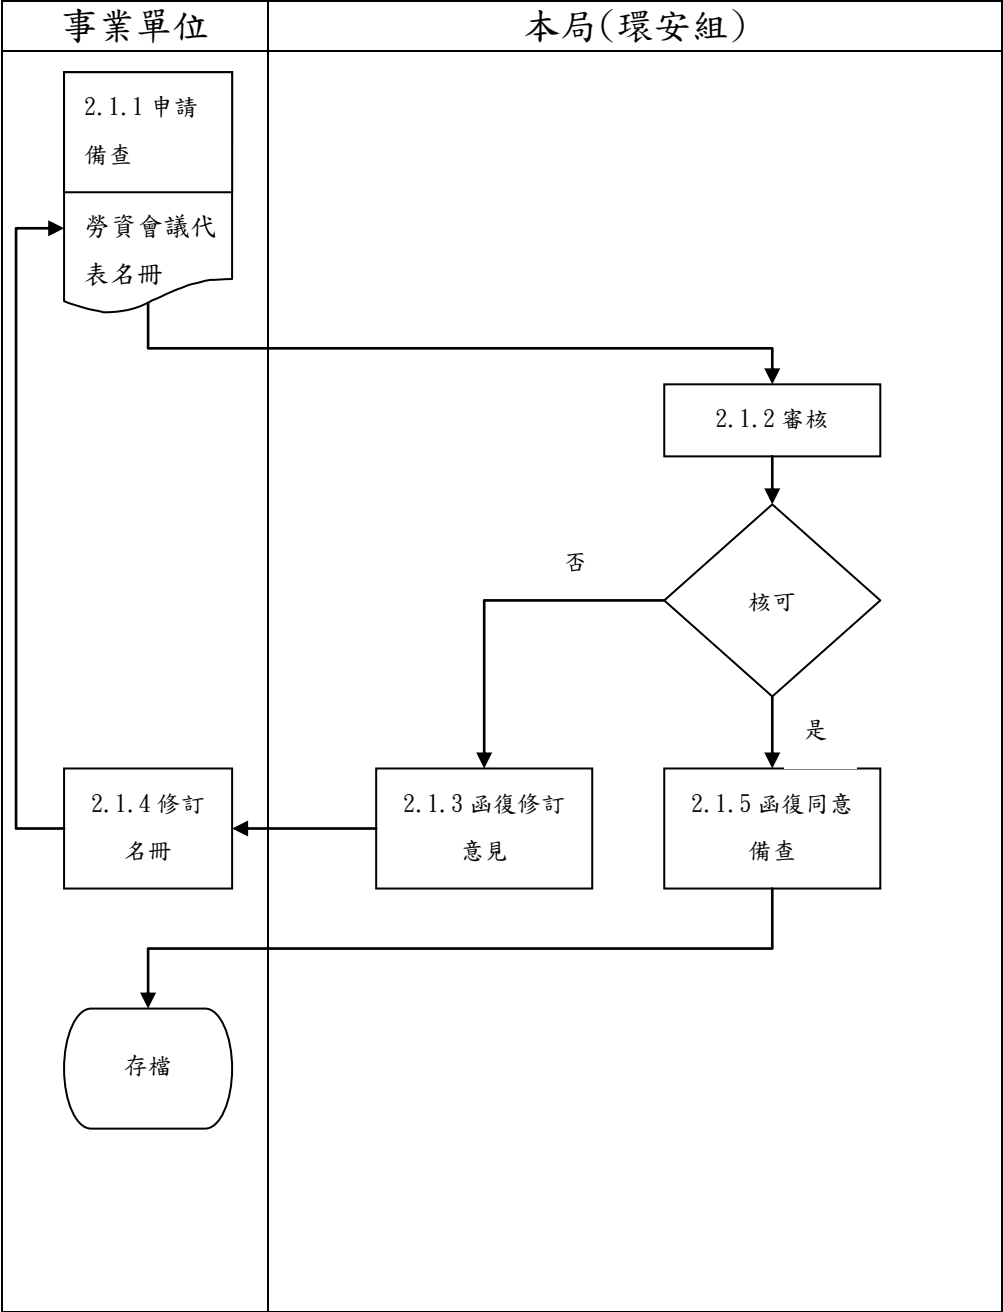 事業單位
本局(環安組)
2.1.1申請
備查
勞資會議代
表名冊
2.1.2審核
否
核可
是
2.1.4修訂
名冊
2.1.3函復修訂
意見
2.1.5函復同意
備查
存檔